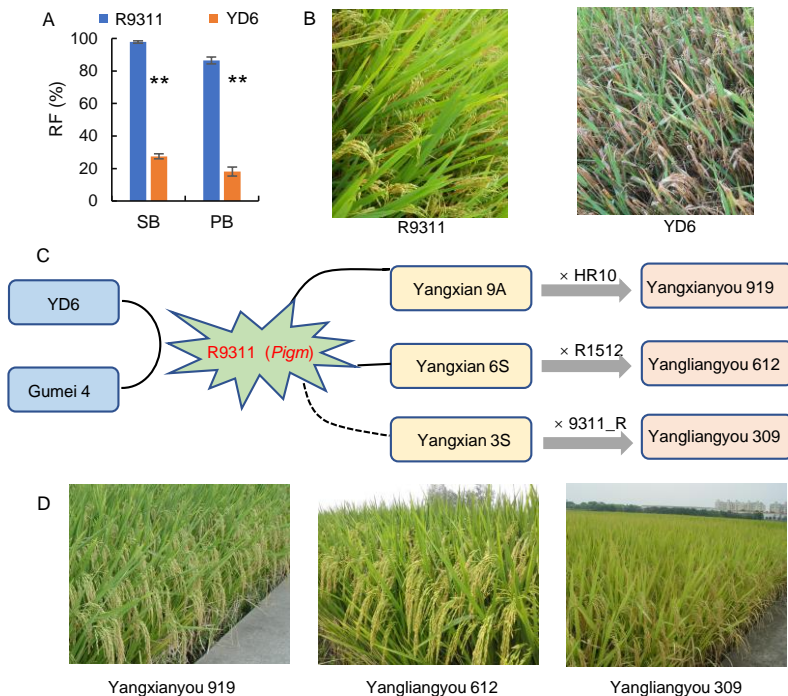 A
R9311
YD6
RF (%)
100
80
60
40
20
0
**
**
SB
PB
B
R9311
YD6
C
YD6
Gumei 4
R9311 (Pigm)
Yangxian 9A
× HR10
Yangxianyou 919
Yangxian 6S
× R1512
Yangliangyou 612
Yangxian 3S
× 9311_R
Yangliangyou 309
D
Yangxianyou 919
Yangliangyou 612
Yangliangyou 309